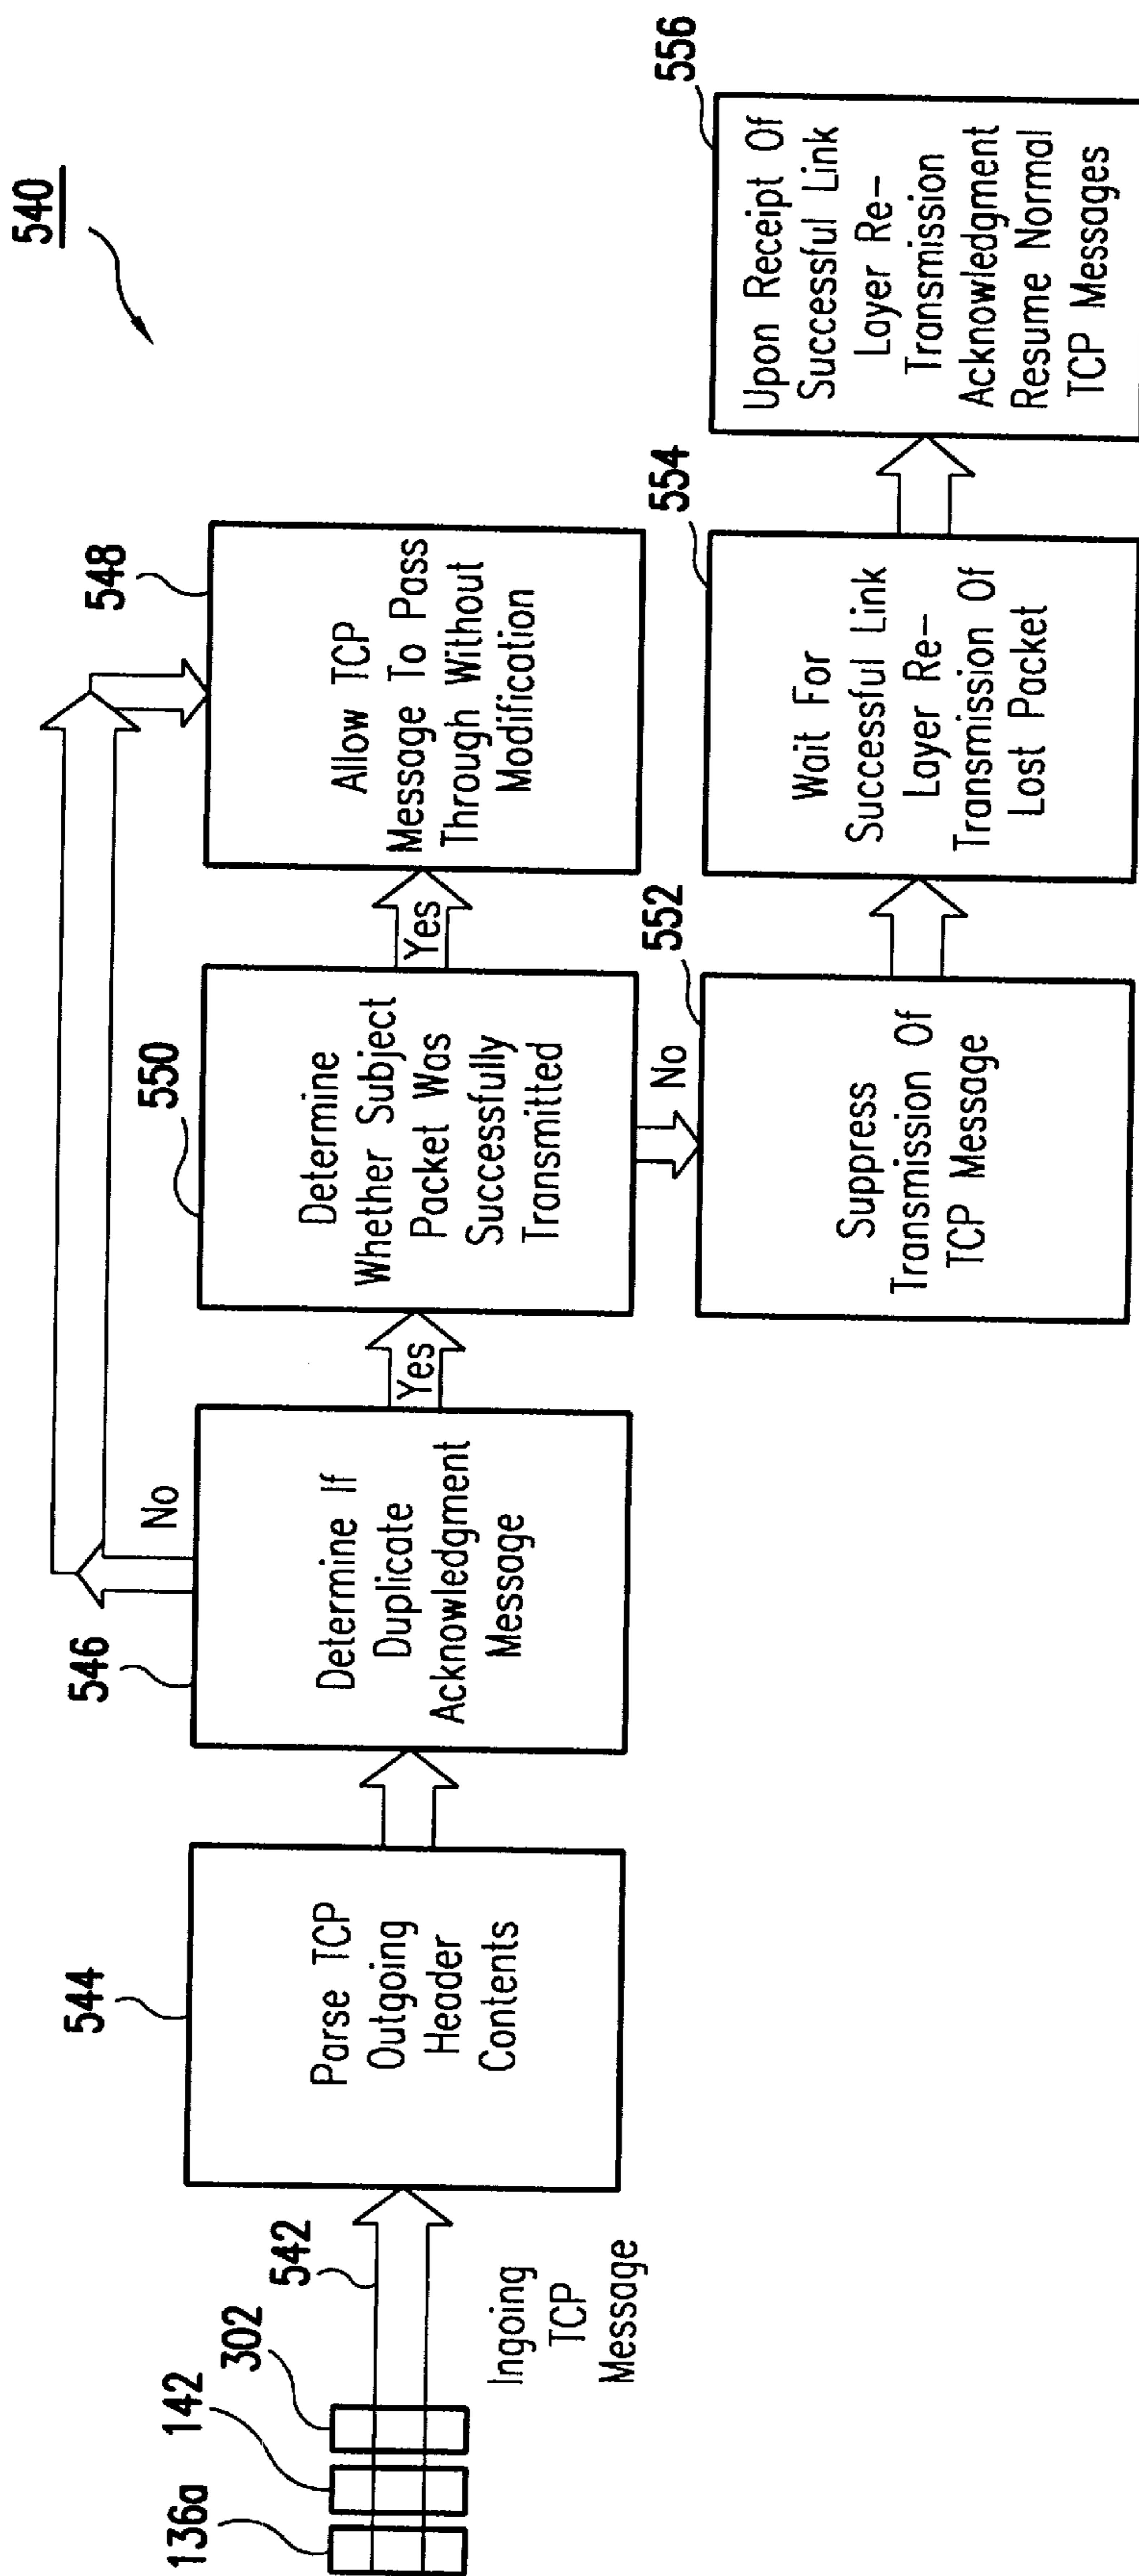 540
136a
142
302
542
Ingoing
TCP
Message
544
Parse TCP
Outgoing
Header
Contents
546
Determine If
Duplicate
Acknowledgment
Message
No
Yes
550
Determine
Whether Subject
Packet Was
Successfully
Transmitted
Yes
548
Allow TCP
Message To Pass
Through Without
Modification
No
552
Suppress
Transmission Of
TCP Message
554
Wait For
Successful Link
Layer Re-
Transmission Of
Lost Packet
556
Upon Receipt Of
Successful Link
Layer Re-
Transmission
Acknowledgment
Resume Normal
TCP Messages